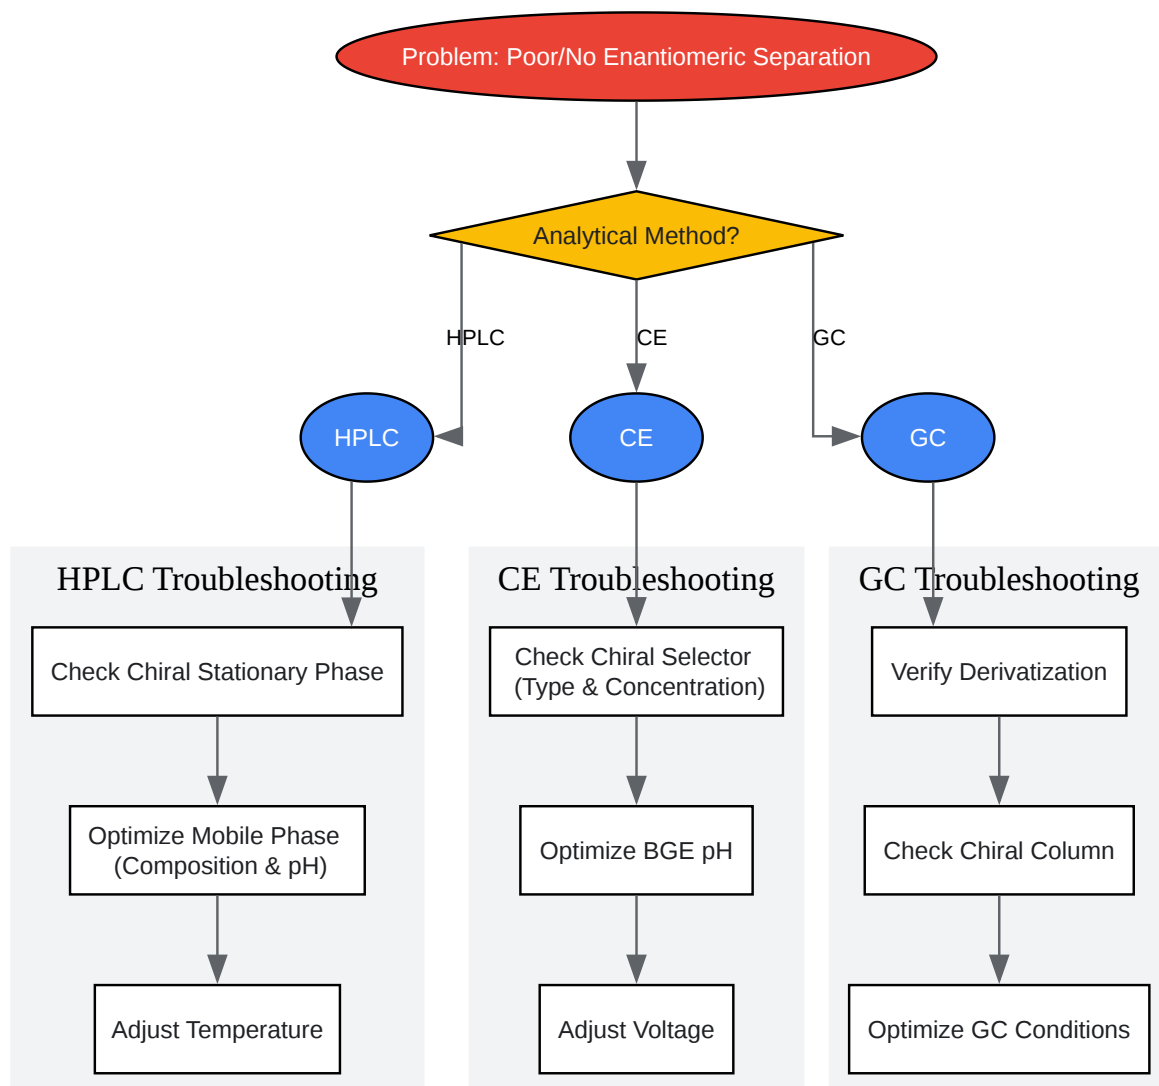 Problem: Poor/No Enantiomeric Separation
Analytical Method?
HPLC
CE
GC
HPLC
CE
GC
HPLC Troubleshooting
CE Troubleshooting
GC Troubleshooting
Check Chiral Stationary Phase
Check Chiral Selector
(Type & Concentration)
Verify Derivatization
Optimize Mobile Phase
(Composition & pH)
Optimize BGE pH
Check Chiral Column
Adjust Temperature
Adjust Voltage
Optimize GC Conditions